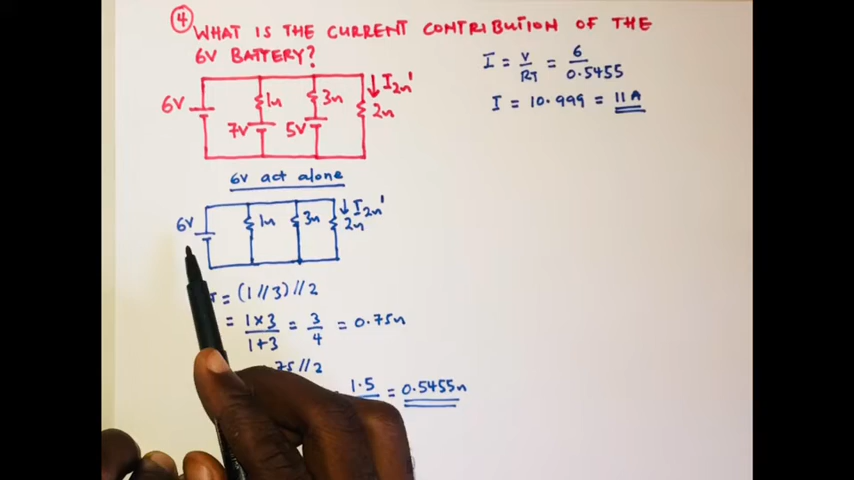 ④ WHAT IS THE CURRENT CONTRIBUTION OF THE
6V BATTERY?
6V 1Ω 7V 3Ω 5V I2Ω' 2Ω
6V act alone
6V 1Ω 3Ω I2Ω' 2Ω
= (1//3)//2
= 1×3/1+3 = 3/4 = 0.75Ω
75//2
1.5 = 0.5455Ω
I = V/RT = 6/0.5455
I = 10.999 = 11A